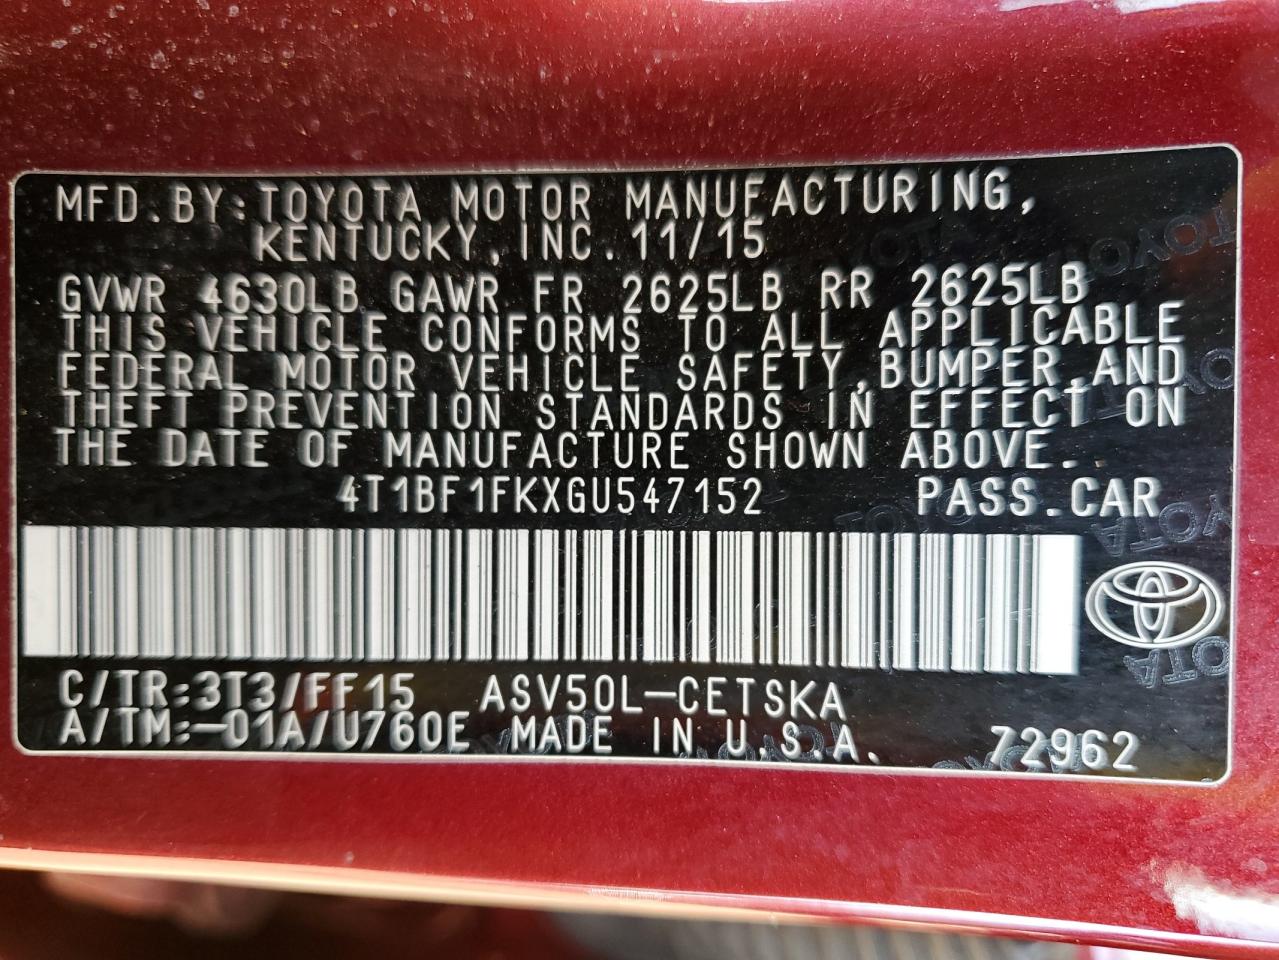 MFD.BY:TOYOTA MOTOR MANUFACTURING,
KENTUCKY,INC. 11/15
GVWR 4630LB GAWR FR 2625LB RR 2625LB
THIS VEHICLE CONFORMS TO ALL APPLICABLE
FEDERAL MOTOR VEHICLE SAFETY,BUMPER,AND
THEFT PREVENTION STANDARDS IN EFFECT ON
THE DATE OF MANUFACTURE SHOWN ABOVE.
4T1BF1FKXGU547152 PASS.CAR
C/TR:3T3/FF15 ASV50L-CETSKA
A/TM:-01A/U760E MADE IN U.S.A. 72962